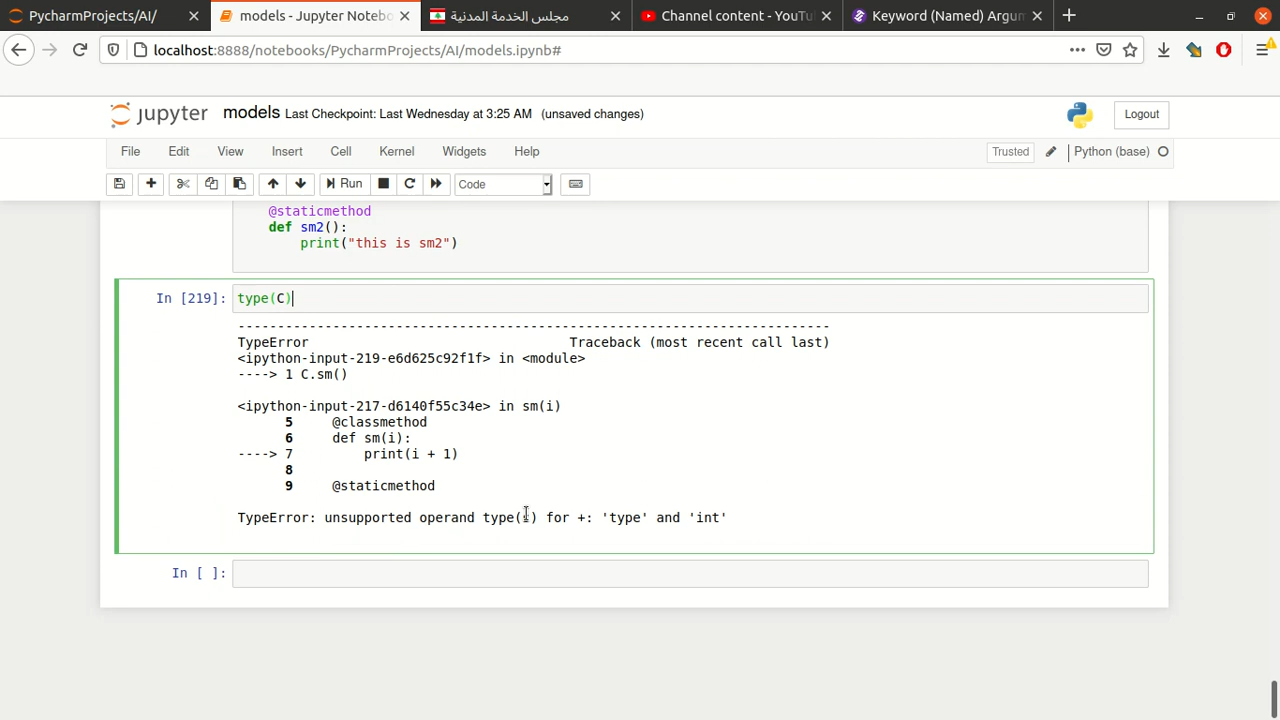 PycharmProjects/AI/
models - Jupyter Notebo
مجلس الخدمة المدنية
Channel content - YouTu
Keyword (Named) Argum
localhost:8888/notebooks/PycharmProjects/AI/models.ipynb#
jupyter models Last Checkpoint: Last Wednesday at 3:25 AM (unsaved changes)
Logout
File Edit View Insert Cell Kernel Widgets Help
Trusted Python (base)
Run Code
@staticmethod
def sm2():
print("this is sm2")
In [219]: type(C)
---------------------------------------------------------------------------
TypeError Traceback (most recent call last)
<ipython-input-219-e6d625c92f1f> in <module>
----> 1 C.sm()
<ipython-input-217-d6140f55c34e> in sm(i)
5 @classmethod
6 def sm(i):
----> 7 print(i + 1)
8
9 @staticmethod
TypeError: unsupported operand type(s) for +: 'type' and 'int'
In [ ]: